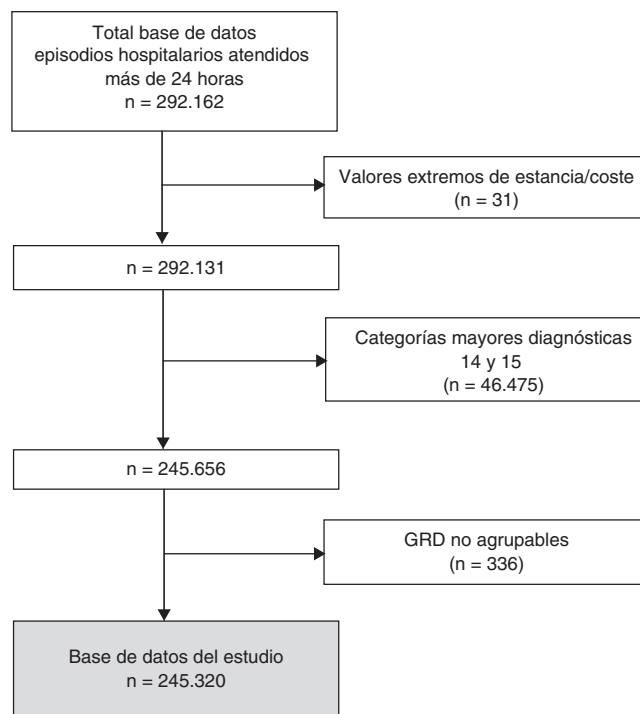 Total base de datos
episodios hospitalarios atendidos
más de 24 horas
n = 292.162
Valores extremos de estancia/coste
(n = 31)
n = 292.131
Categorías mayores diagnósticas
14 y 15
(n = 46.475)
n = 245.656
GRD no agrupables
(n = 336)
Base de datos del estudio
n = 245.320